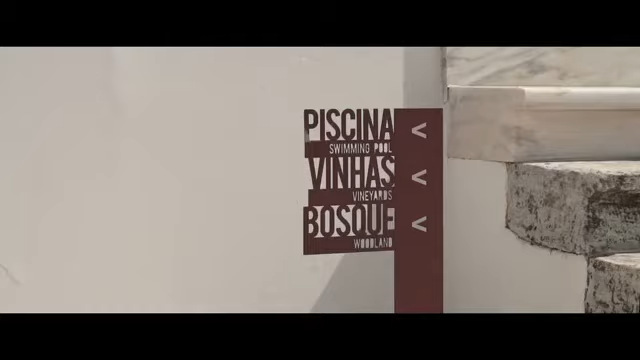 PISCINA <
SWIMMING POOL
VINHAS <
VINEYARDS
BOSQUE <
WOODLAND